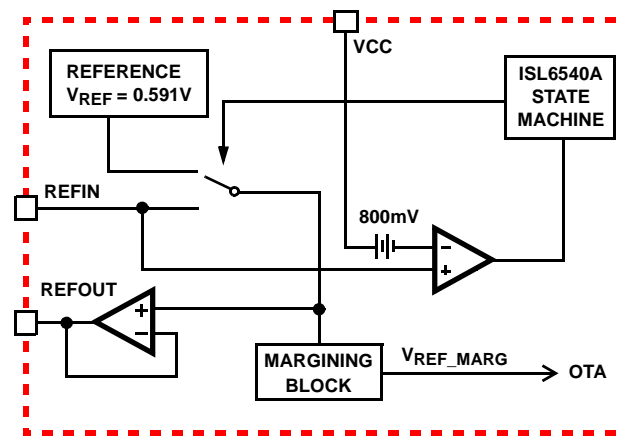 VCC
REFERENCE
VREF = 0.591V
ISL6540A
STATE
MACHINE
REFIN
800mV
−
+
REFOUT
+
−
MARGINING
BLOCK
VREF_MARG
OTA